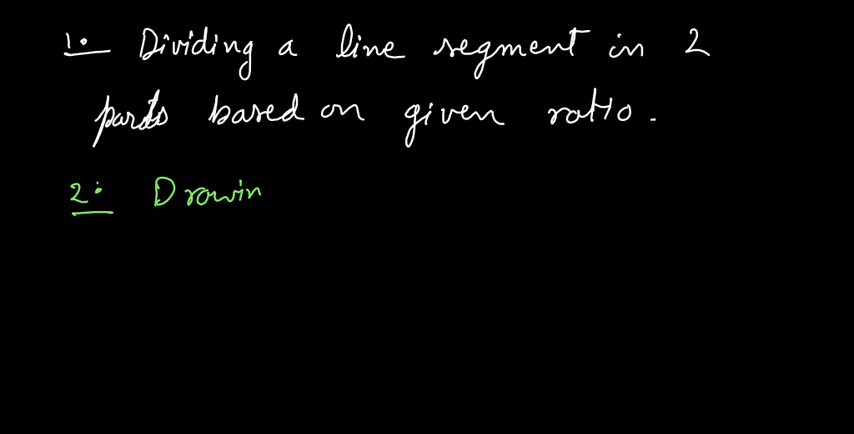 1. Dividing a line segment in 2
parts based on given ratio.
2. Drawin